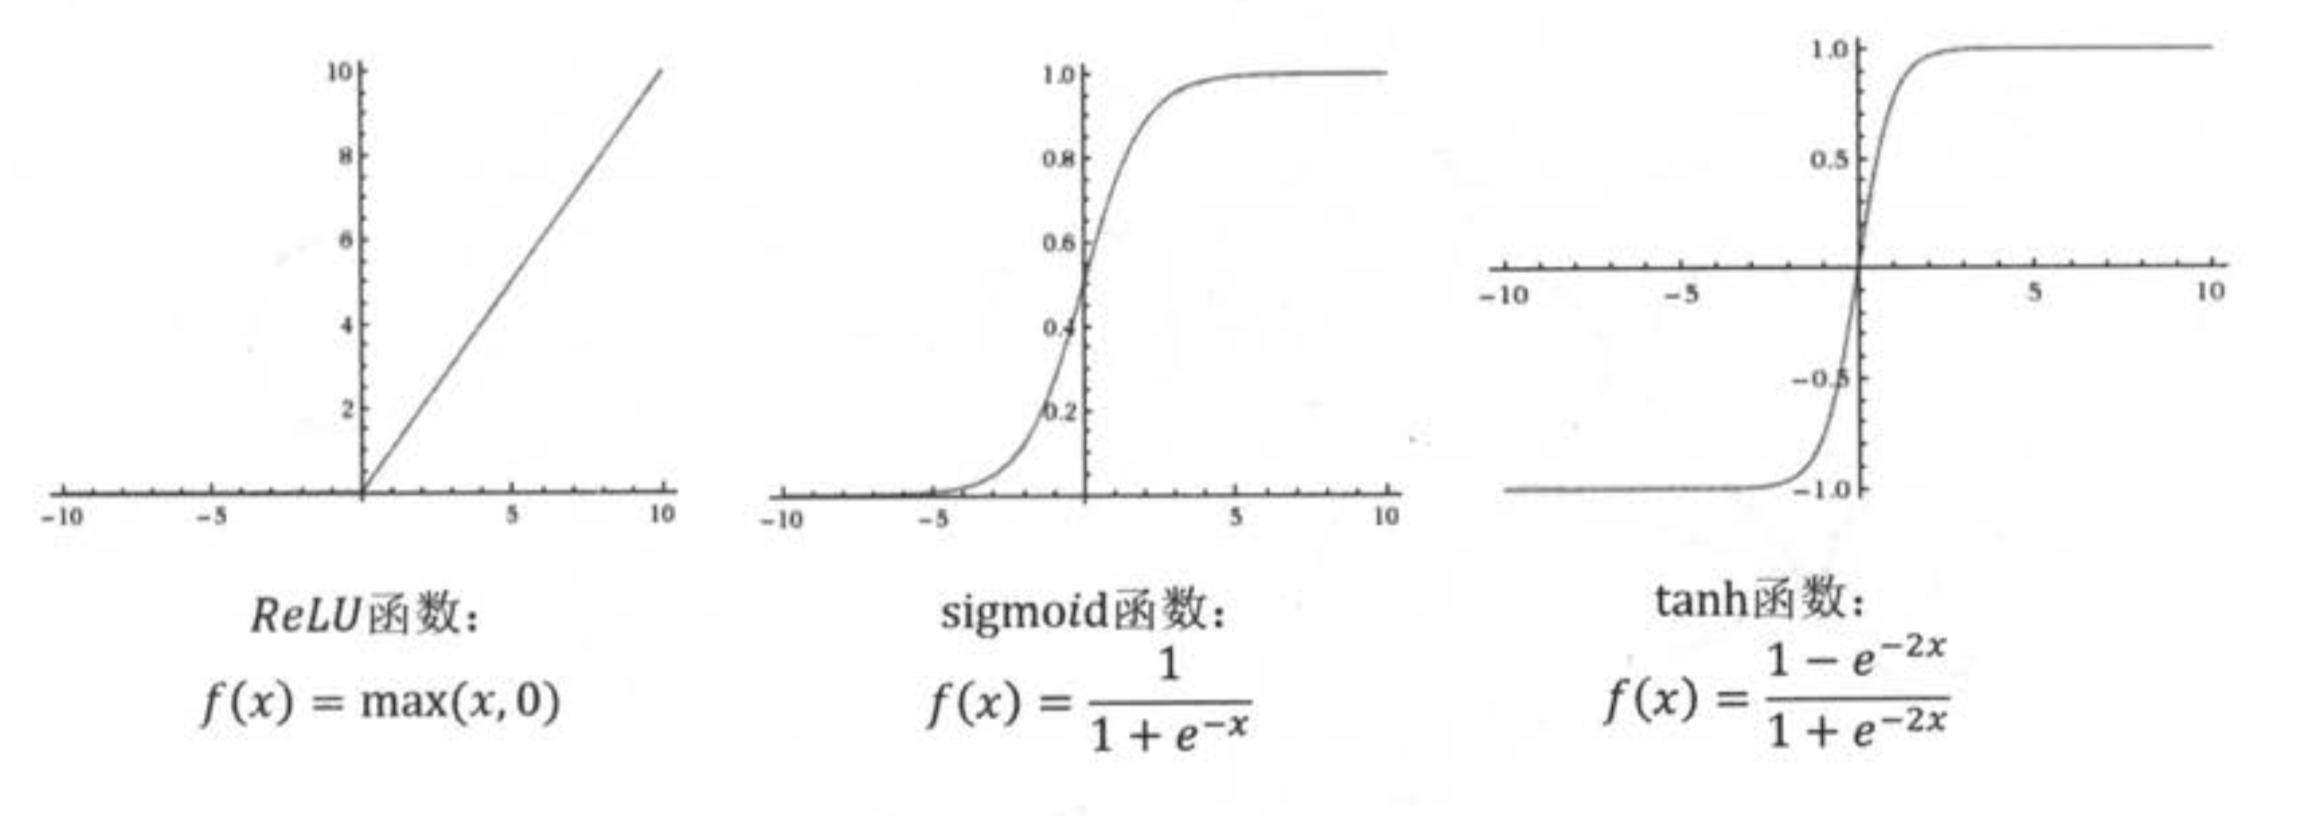 10
8
6
4
2
-10 -5 5 10
ReLU函数：
f(x) = max(x, 0)
1.0
0.8
0.6
0.4
0.2
-10 -5 5 10
sigmoid函数：
f(x) = 1 / (1 + e^{-x})
1.0
0.5
-10 -5 5 10
-0.5
-1.0
tanh函数：
f(x) = (1 - e^{-2x}) / (1 + e^{-2x})